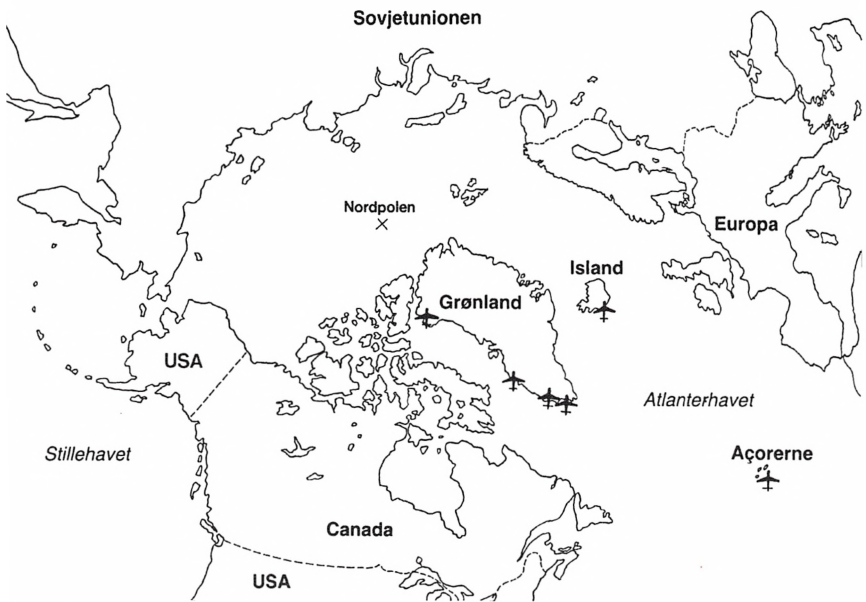 Sovjetunionen
Nordpolen
Europa
Island
Grønland
USA
Atlanterhavet
Stillehavet
Açorerne
Canada
USA